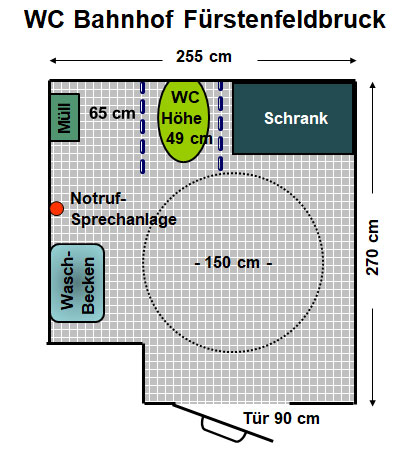 WC Bahnhof Fürstenfeldbruck
255 cm
Müll
65 cm
WC
Höhe
49 cm
Schrank
Notruf-
Sprechanlage
Wasch-
Becken
- 150 cm -
270 cm
Tür 90 cm